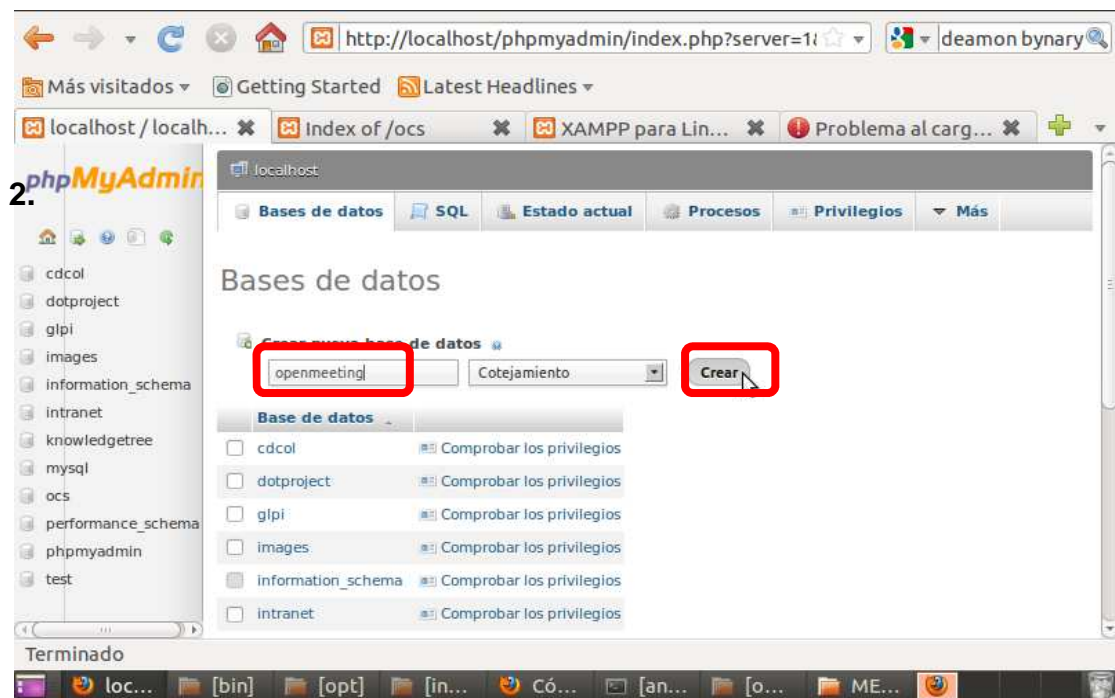 http://localhost/phpmyadmin/index.php?server=1
deamon bynary
Más visitados
Getting Started
Latest Headlines
localhost / localh...
Index of /ocs
XAMPP para Lin...
Problema al carg...
phpMyAdmin
2.
localhost
Bases de datos
SQL
Estado actual
Procesos
Privilegios
Más
cdcol
dotproject
glpi
images
information_schema
intranet
knowledgetree
mysql
ocs
performance_schema
phpmyadmin
test
Bases de datos
Crear nueva base de datos
openmeeting
Cotejamiento
Crear
Base de datos
cdcol Comprobar los privilegios
dotproject Comprobar los privilegios
glpi Comprobar los privilegios
images Comprobar los privilegios
information_schema Comprobar los privilegios
intranet Comprobar los privilegios
Terminado
loc...
[bin]
[opt]
[in...
Có...
[an...
[o...
ME...